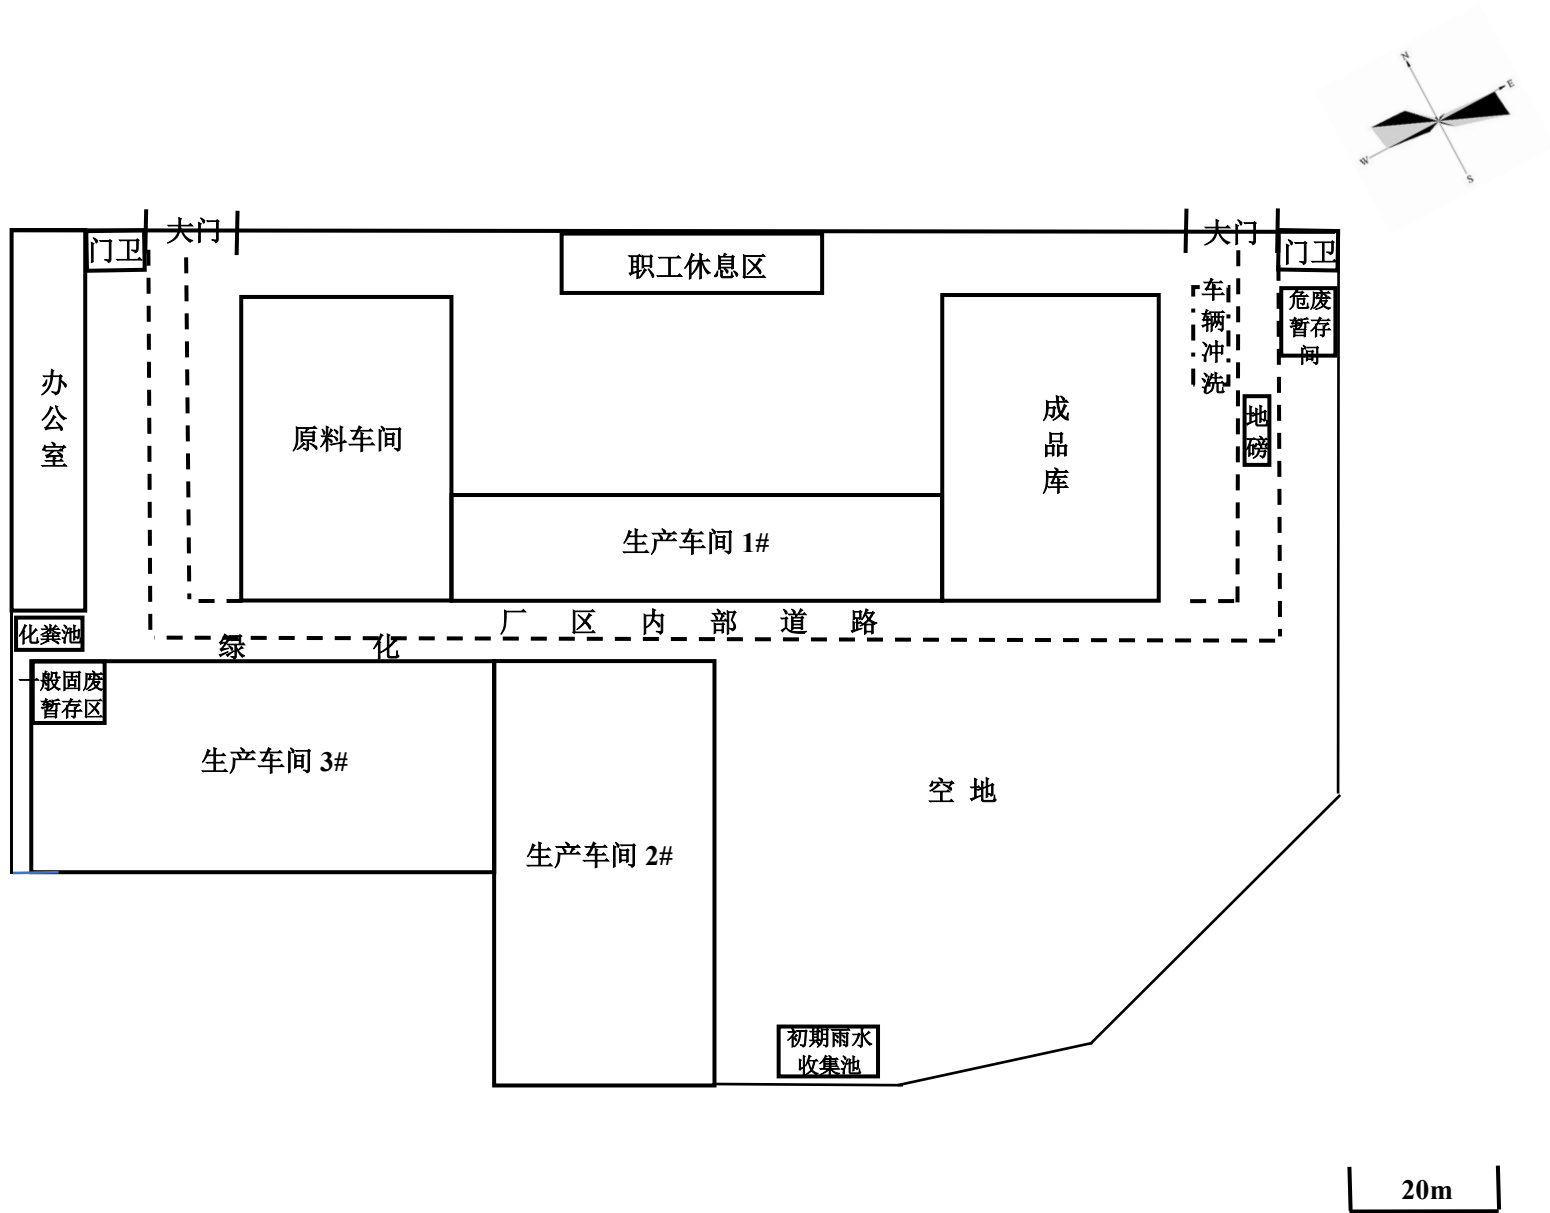 N
E
W
S
大门
大门
门卫
门卫
职工休息区
车辆冲洗
危废
暂存
间
办公室
原料车间
成品库
地磅
生产车间 1#
厂区内部道路
化粪池
绿化
一般固废
暂存区
生产车间 3#
空地
生产车间 2#
初期雨水
收集池
20m